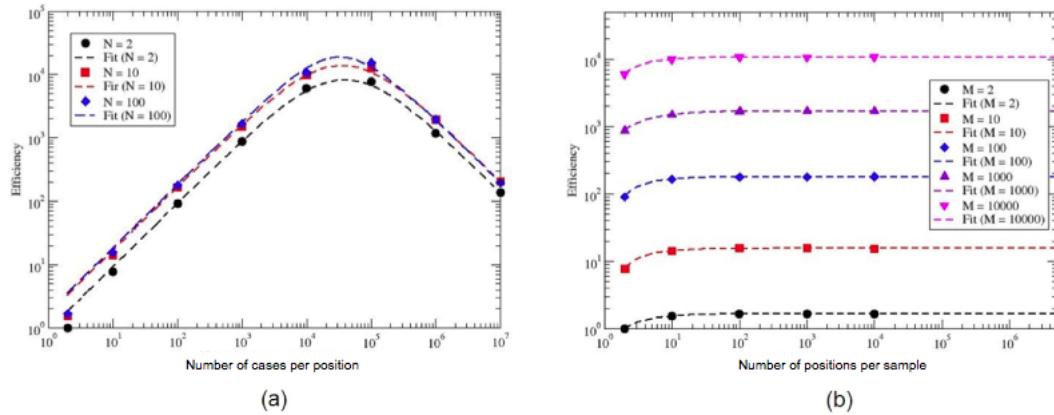 N = 2
Fit (N = 2)
N = 10
Fir (N = 10)
N = 100
Fit (N = 100)
Efficiency
10^5
10^4
10^3
10^2
10^1
10^0
10^0 10^1 10^2 10^3 10^4 10^5 10^6 10^7
Number of cases per position
(a)
M = 2
Fit (M = 2)
M = 10
Fit (M = 10)
M = 100
Fit (M = 100)
M = 1000
Fit (M = 1000)
M = 10000
Fit (M = 10000)
Efficiency
10^4
10^3
10^2
10^1
10^0
10^0 10^1 10^2 10^3 10^4 10^5 10^6
Number of positions per sample
(b)